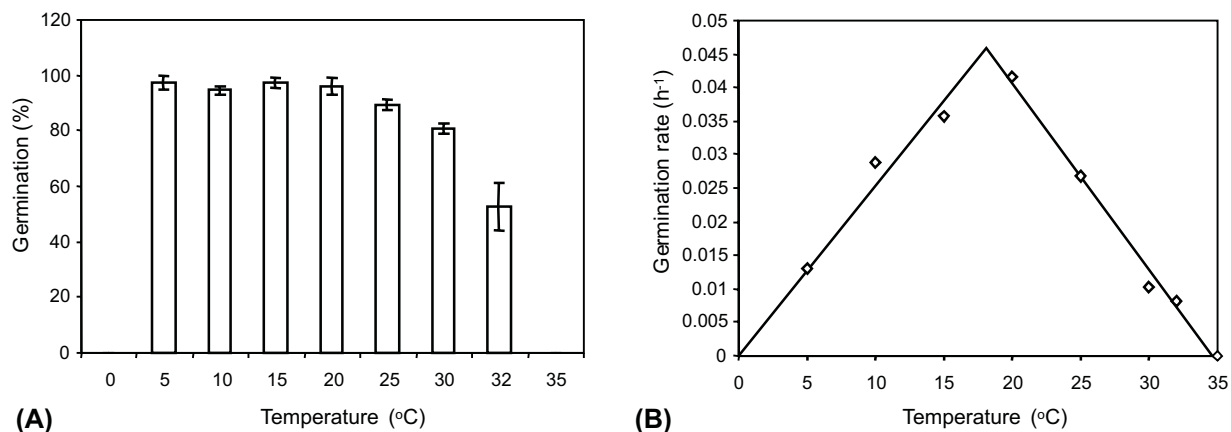 120
100
80
60
40
20
0
Germination (%)
0 5 10 15 20 25 30 32 35
Temperature (°C)
(A)
0.05
0.045
0.04
0.035
0.03
0.025
0.02
0.015
0.01
0.005
0
Germination rate (h⁻¹)
0 5 10 15 20 25 30 35
Temperature (°C)
(B)